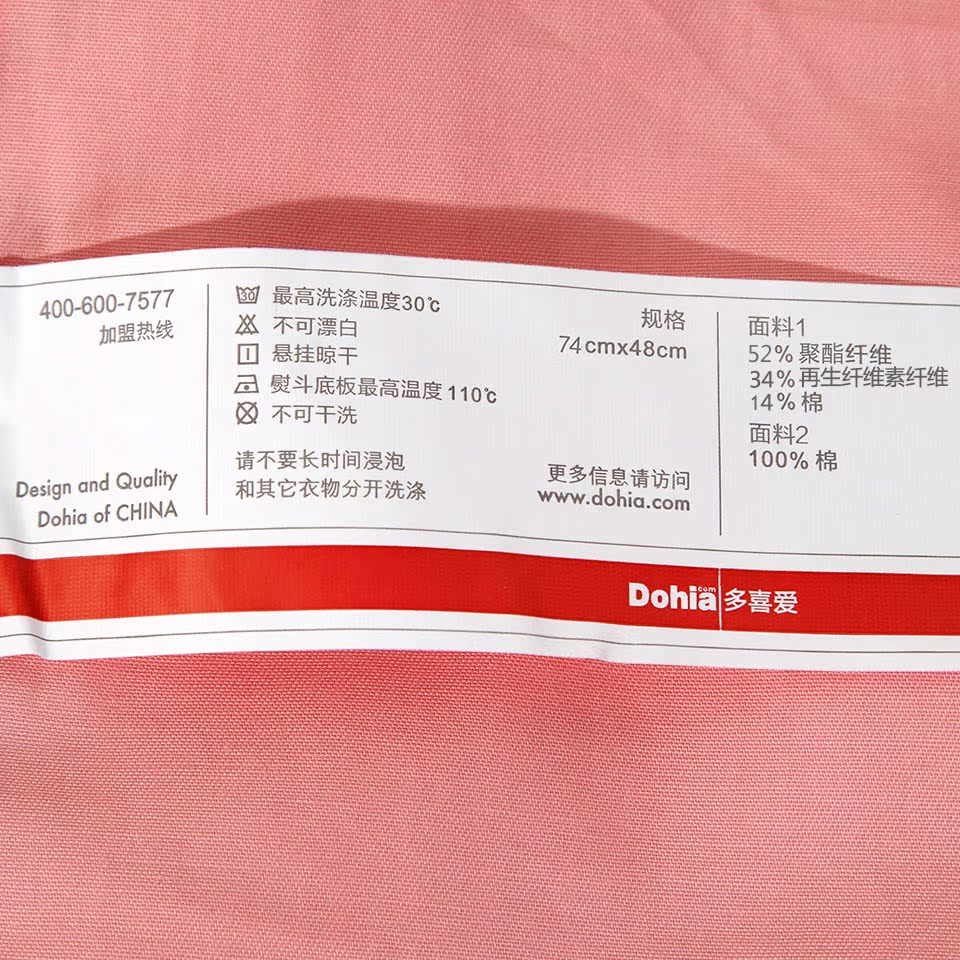 400-600-7577
加盟热线
Design and Quality
Dohia of CHINA
30
最高洗涤温度30℃
不可漂白
悬挂晾干
熨斗底板最高温度110℃
不可干洗
请不要长时间浸泡
和其它衣物分开洗涤
规格
74cmx48cm
更多信息请访问
www.dohia.com
面料1
52% 聚酯纤维
34% 再生纤维素纤维
14% 棉
面料2
100% 棉
Dohia.com 多喜爱